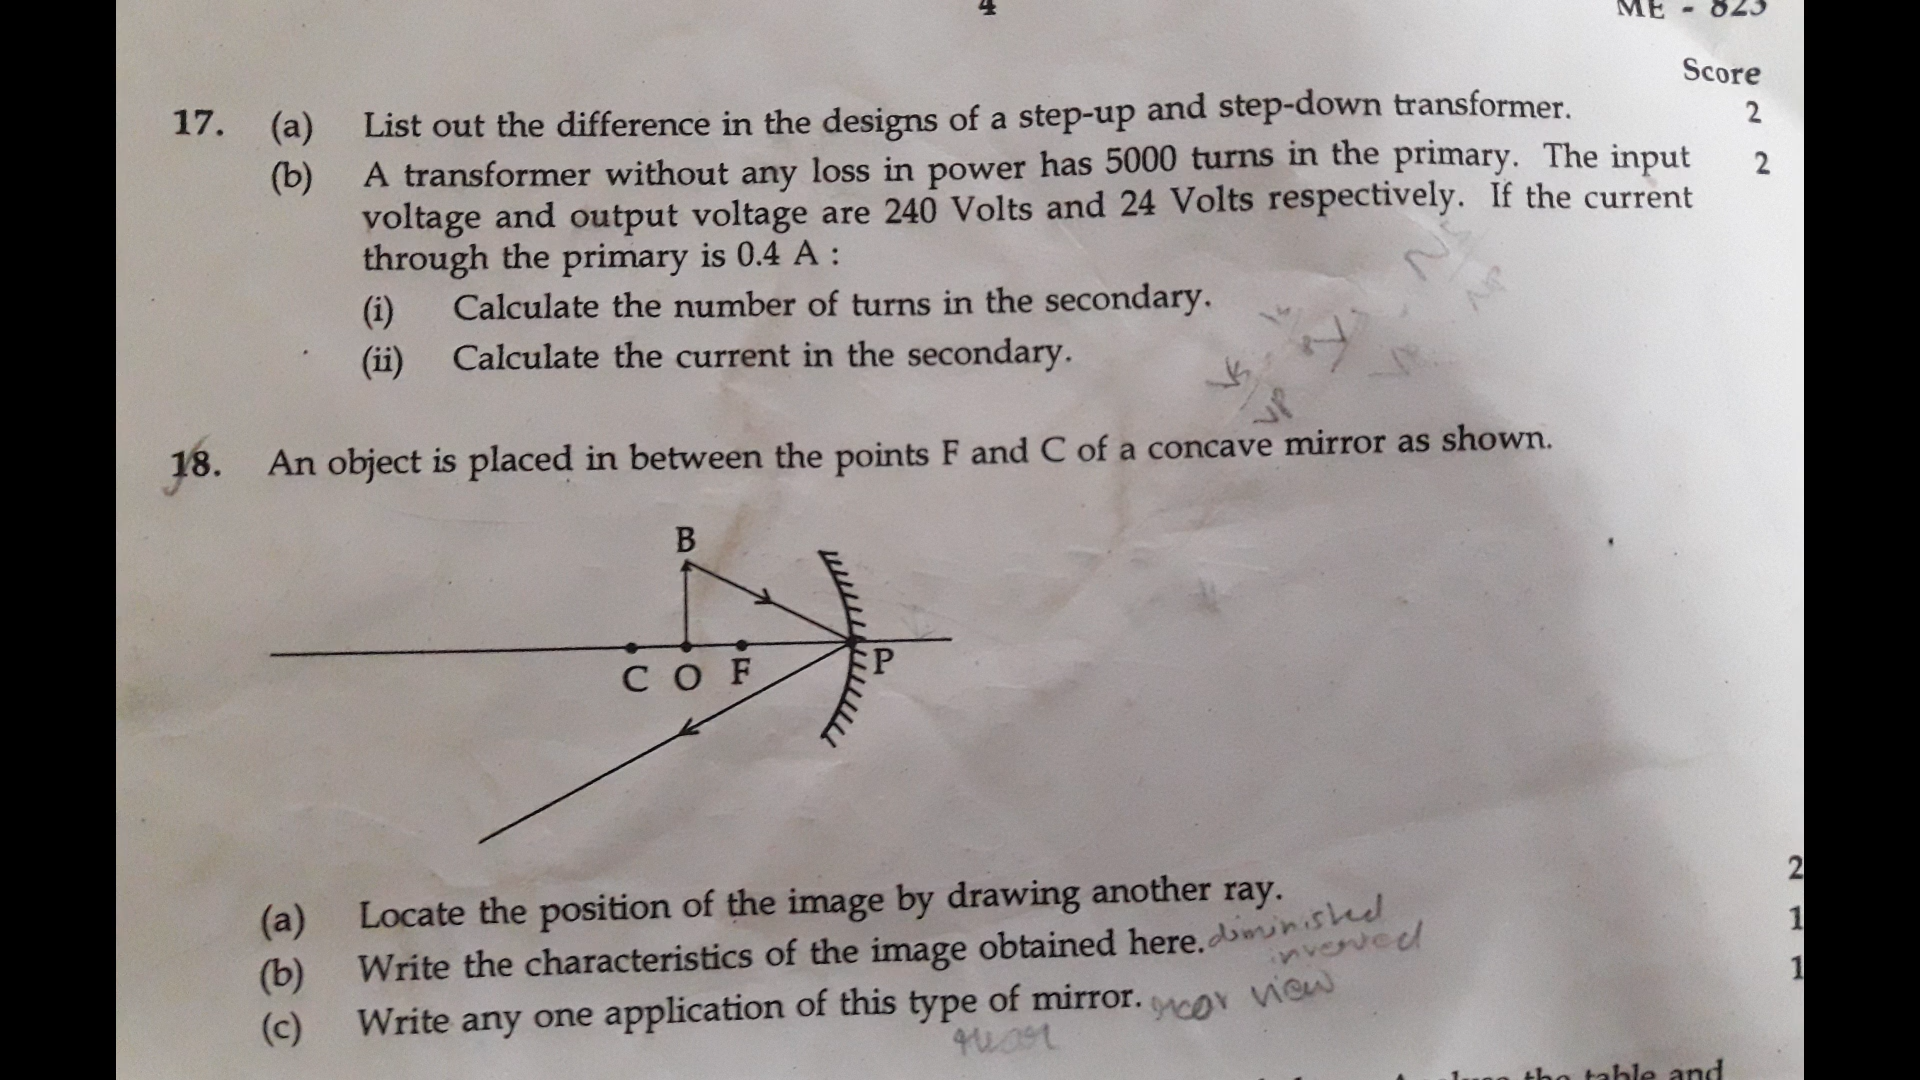 4
ME - 823
Score
17. (a) List out the difference in the designs of a step-up and step-down transformer. 2
(b) A transformer without any loss in power has 5000 turns in the primary. The input 2
voltage and output voltage are 240 Volts and 24 Volts respectively. If the current
through the primary is 0.4 A :
(i) Calculate the number of turns in the secondary.
(ii) Calculate the current in the secondary.
18. An object is placed in between the points F and C of a concave mirror as shown.
B
C O F P
(a) Locate the position of the image by drawing another ray. 2
(b) Write the characteristics of the image obtained here. diminished 1
inverted
(c) Write any one application of this type of mirror. rear view 1
the table and